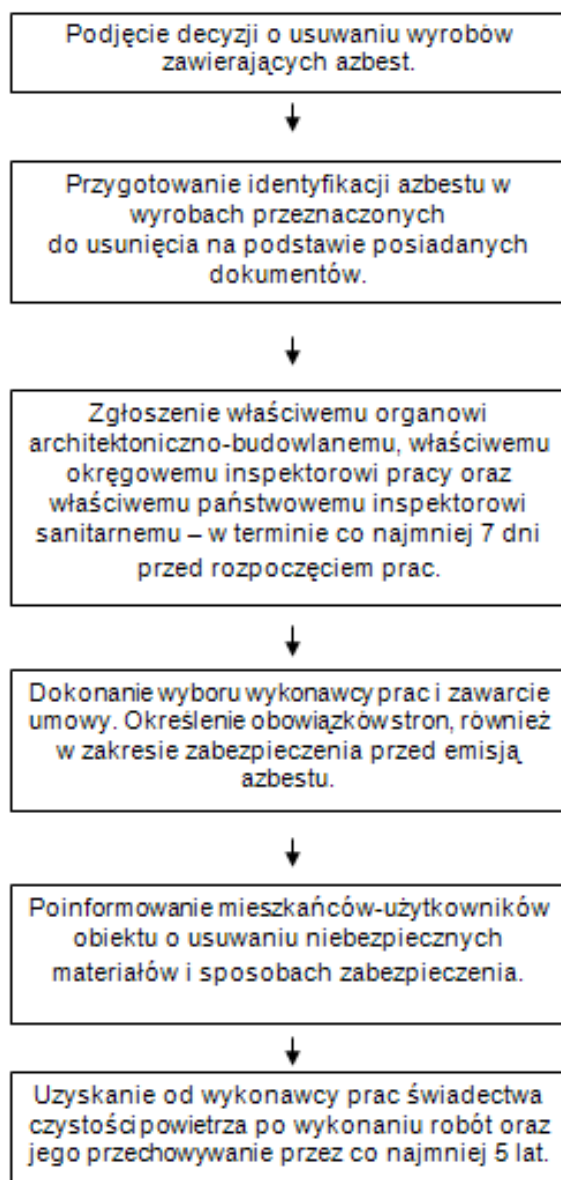 Podjęcie decyzji o usuwaniu wyrobów
zawierających azbest.
Przygotowanie identyfikacji azbestu w
wyrobach przeznaczonych
do usunięcia na podstawie posiadanych
dokumentów.
Zgłoszenie właściwemu organowi
architektoniczno-budowlanemu, właściwemu
okręgowemu inspektorowi pracy oraz
właściwemu państwowemu inspektorowi
sanitarnemu – w terminie co najmniej 7 dni
przed rozpoczęciem prac.
Dokonanie wyboru wykonawcy prac i zawarcie
umowy. Określenie obowiązków stron, również
w zakresie zabezpieczenia przed emisją
azbestu.
Poinformowanie mieszkańców-użytkowników
obiektu o usuwaniu niebezpiecznych
materiałów i sposobach zabezpieczenia.
Uzyskanie od wykonawcy prac świadectwa
czystości powietrza po wykonaniu robót oraz
jego przechowywanie przez co najmniej 5 lat.